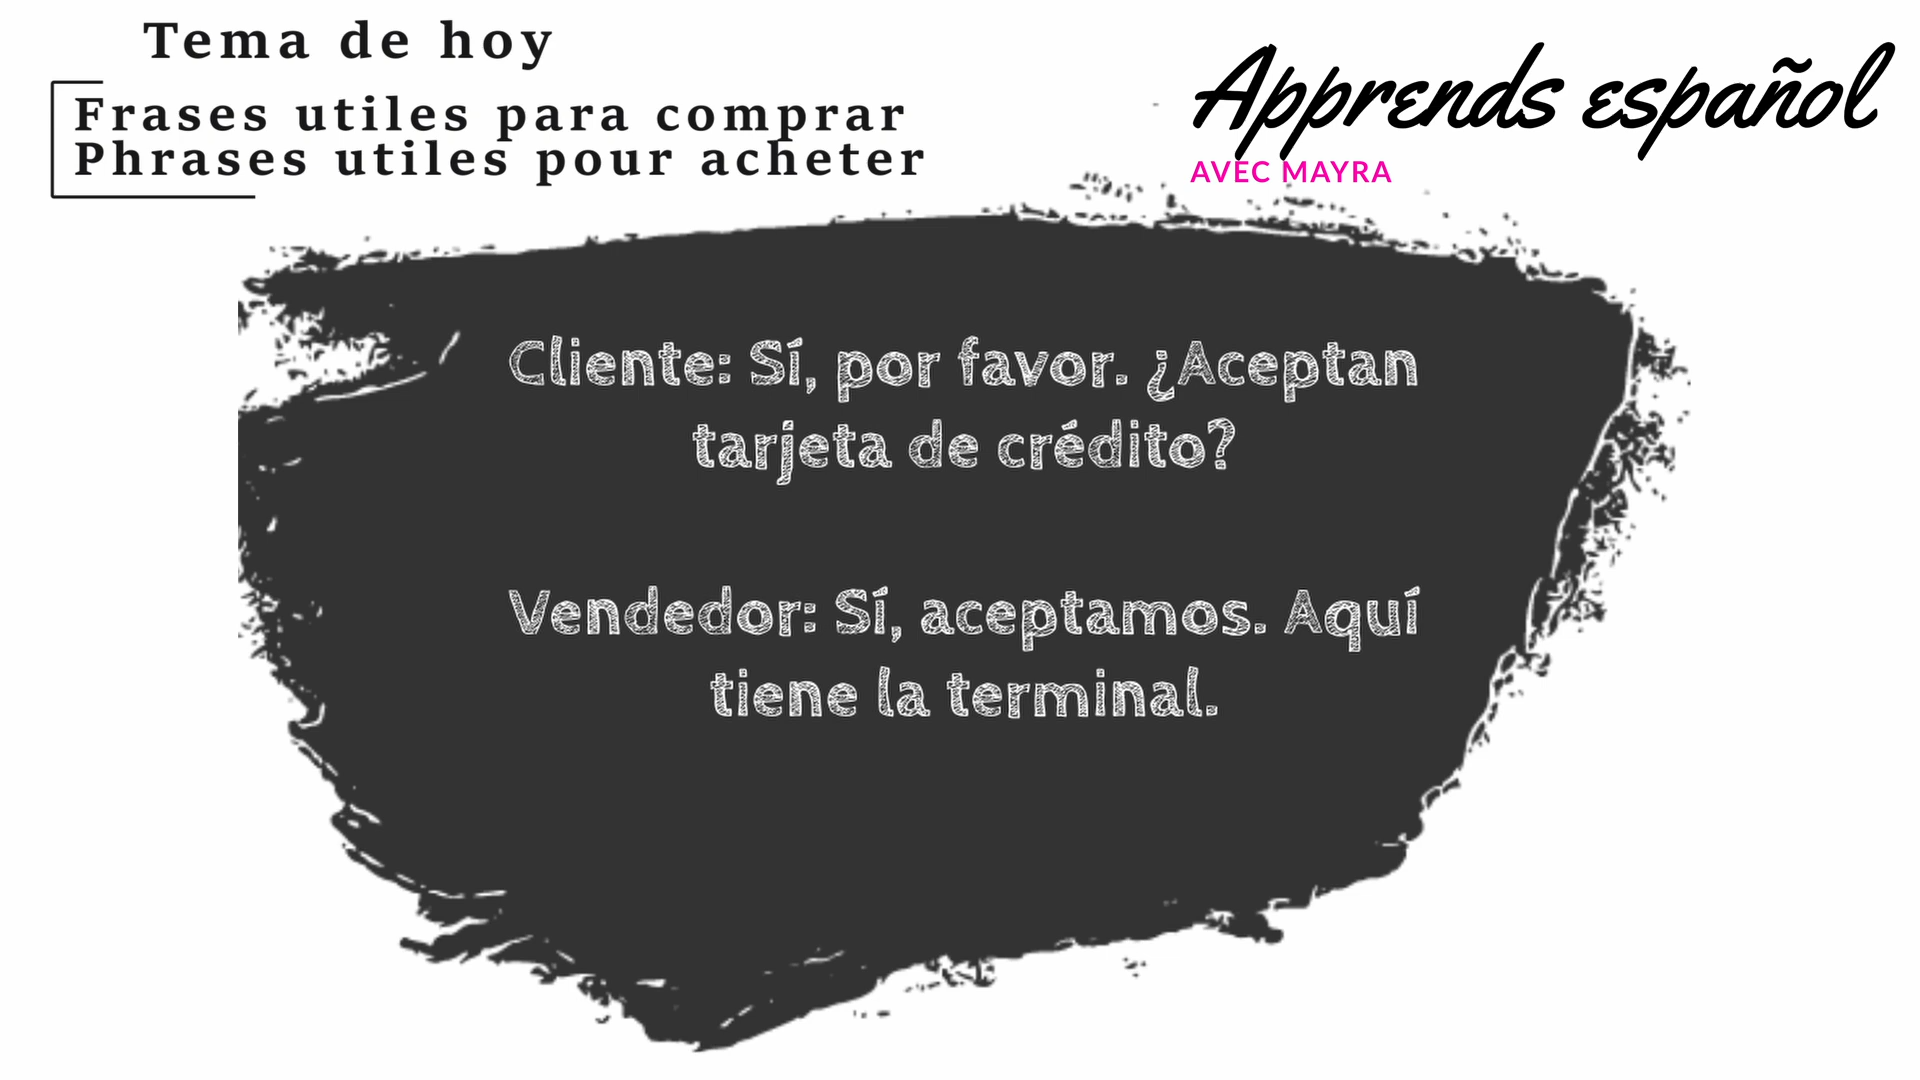 Tema de hoy
Frases utiles para comprar
Phrases utiles pour acheter
Apprends español
AVEC MAYRA
Cliente: Sí, por favor. ¿Aceptan
tarjeta de crédito?
Vendedor: Sí, aceptamos. Aquí
tiene la terminal.